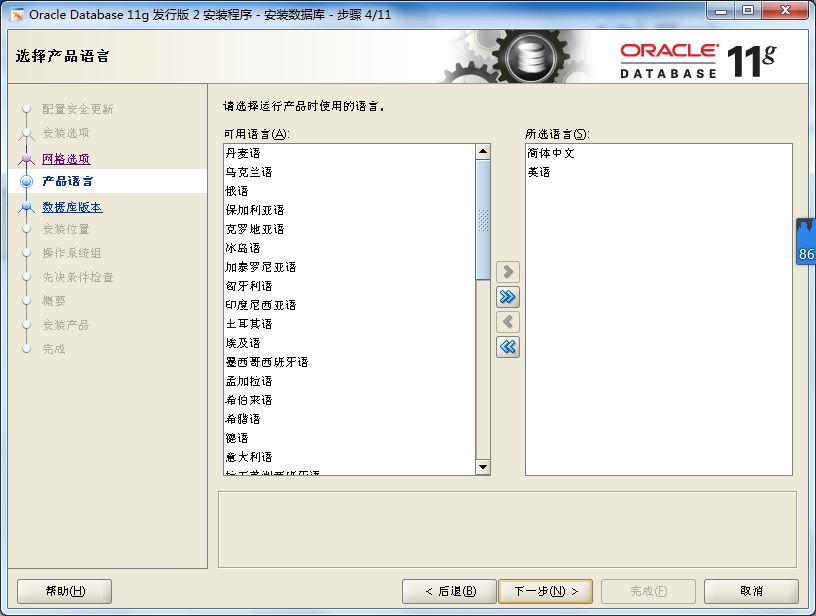 Oracle Database 11g 发行版 2 安装程序 - 安装数据库 - 步骤 4/11
选择产品语言
ORACLE
DATABASE 11g
配置安全更新
安装选项
网格选项
产品语言
数据库版本
安装位置
操作系统组
先决条件检查
概要
安装产品
完成
请选择运行产品时使用的语言。
可用语言(A):
丹麦语
乌克兰语
俄语
保加利亚语
克罗地亚语
冰岛语
加泰罗尼亚语
匈牙利语
印度尼西亚语
土耳其语
埃及语
墨西哥西班牙语
孟加拉语
希伯来语
希腊语
德语
意大利语
所选语言(S):
简体中文
英语
86
帮助(H)
< 后退(B)
下一步(N) >
完成(F)
取消